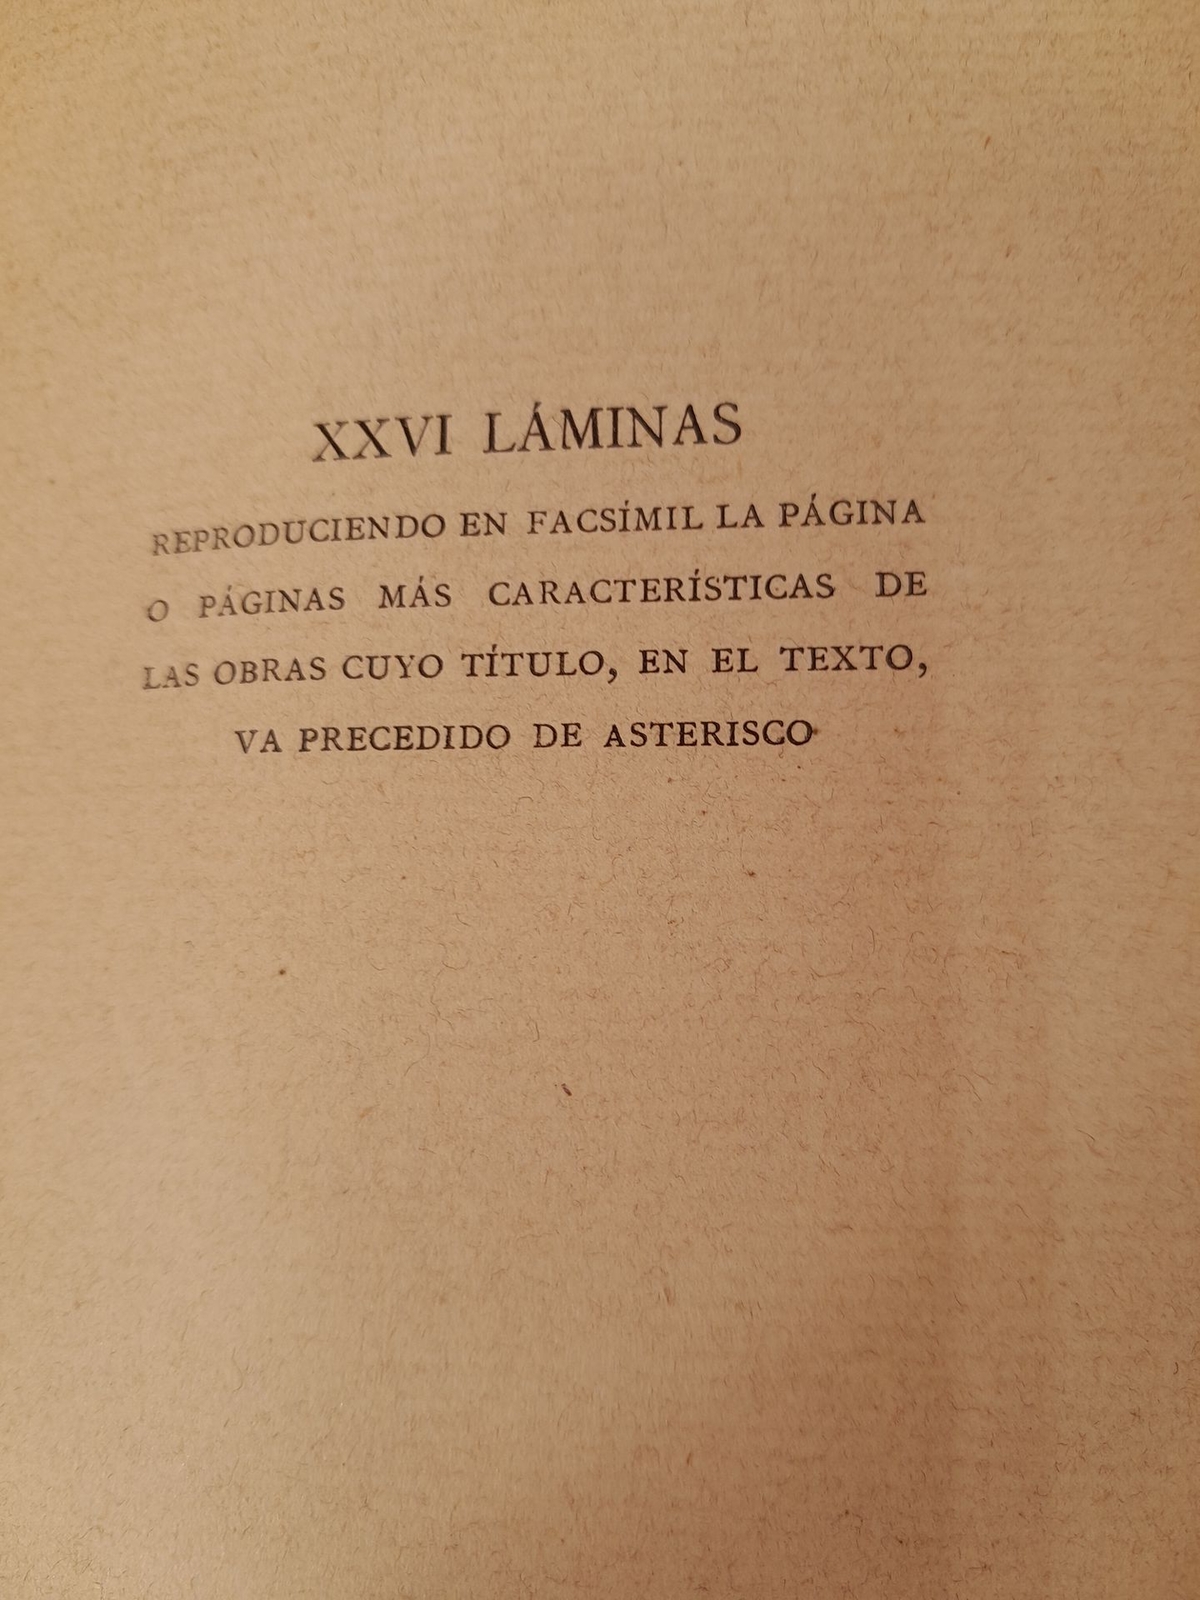 XXVI LÁMINAS
REPRODUCIENDO EN FACSÍMIL LA PÁGINA
O PÁGINAS MÁS CARACTERÍSTICAS DE
LAS OBRAS CUYO TÍTULO, EN EL TEXTO,
VA PRECEDIDO DE ASTERISCO